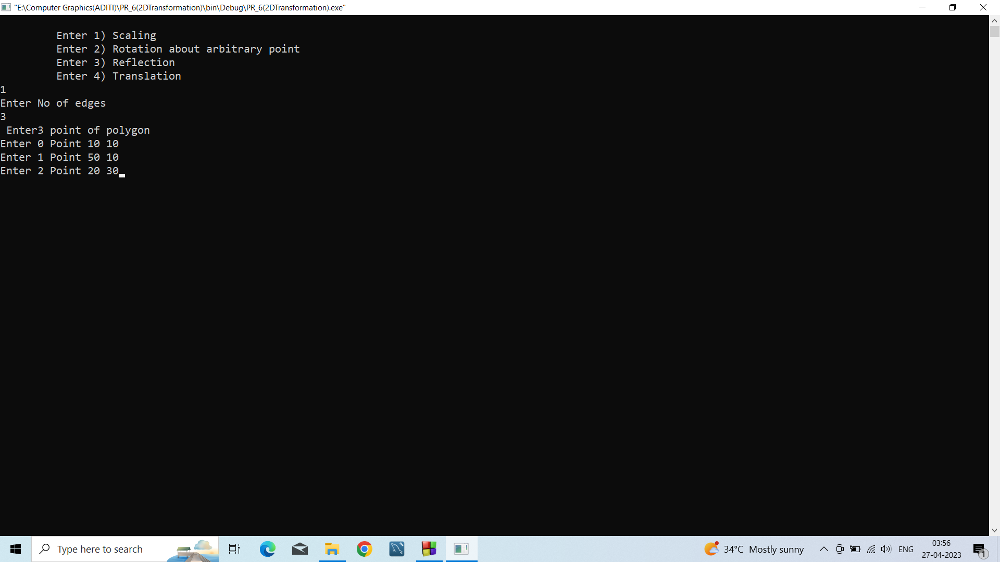 "E:\Computer Graphics(ADITI)\PR_6(2DTransformation)\bin\Debug\PR_6(2DTransformation).exe"
Enter 1) Scaling
Enter 2) Rotation about arbitrary point
Enter 3) Reflection
Enter 4) Translation
1
Enter No of edges
3
Enter3 point of polygon
Enter 0 Point 10 10
Enter 1 Point 50 10
Enter 2 Point 20 30
Type here to search
34°C Mostly sunny
ENG
03:56
27-04-2023
1